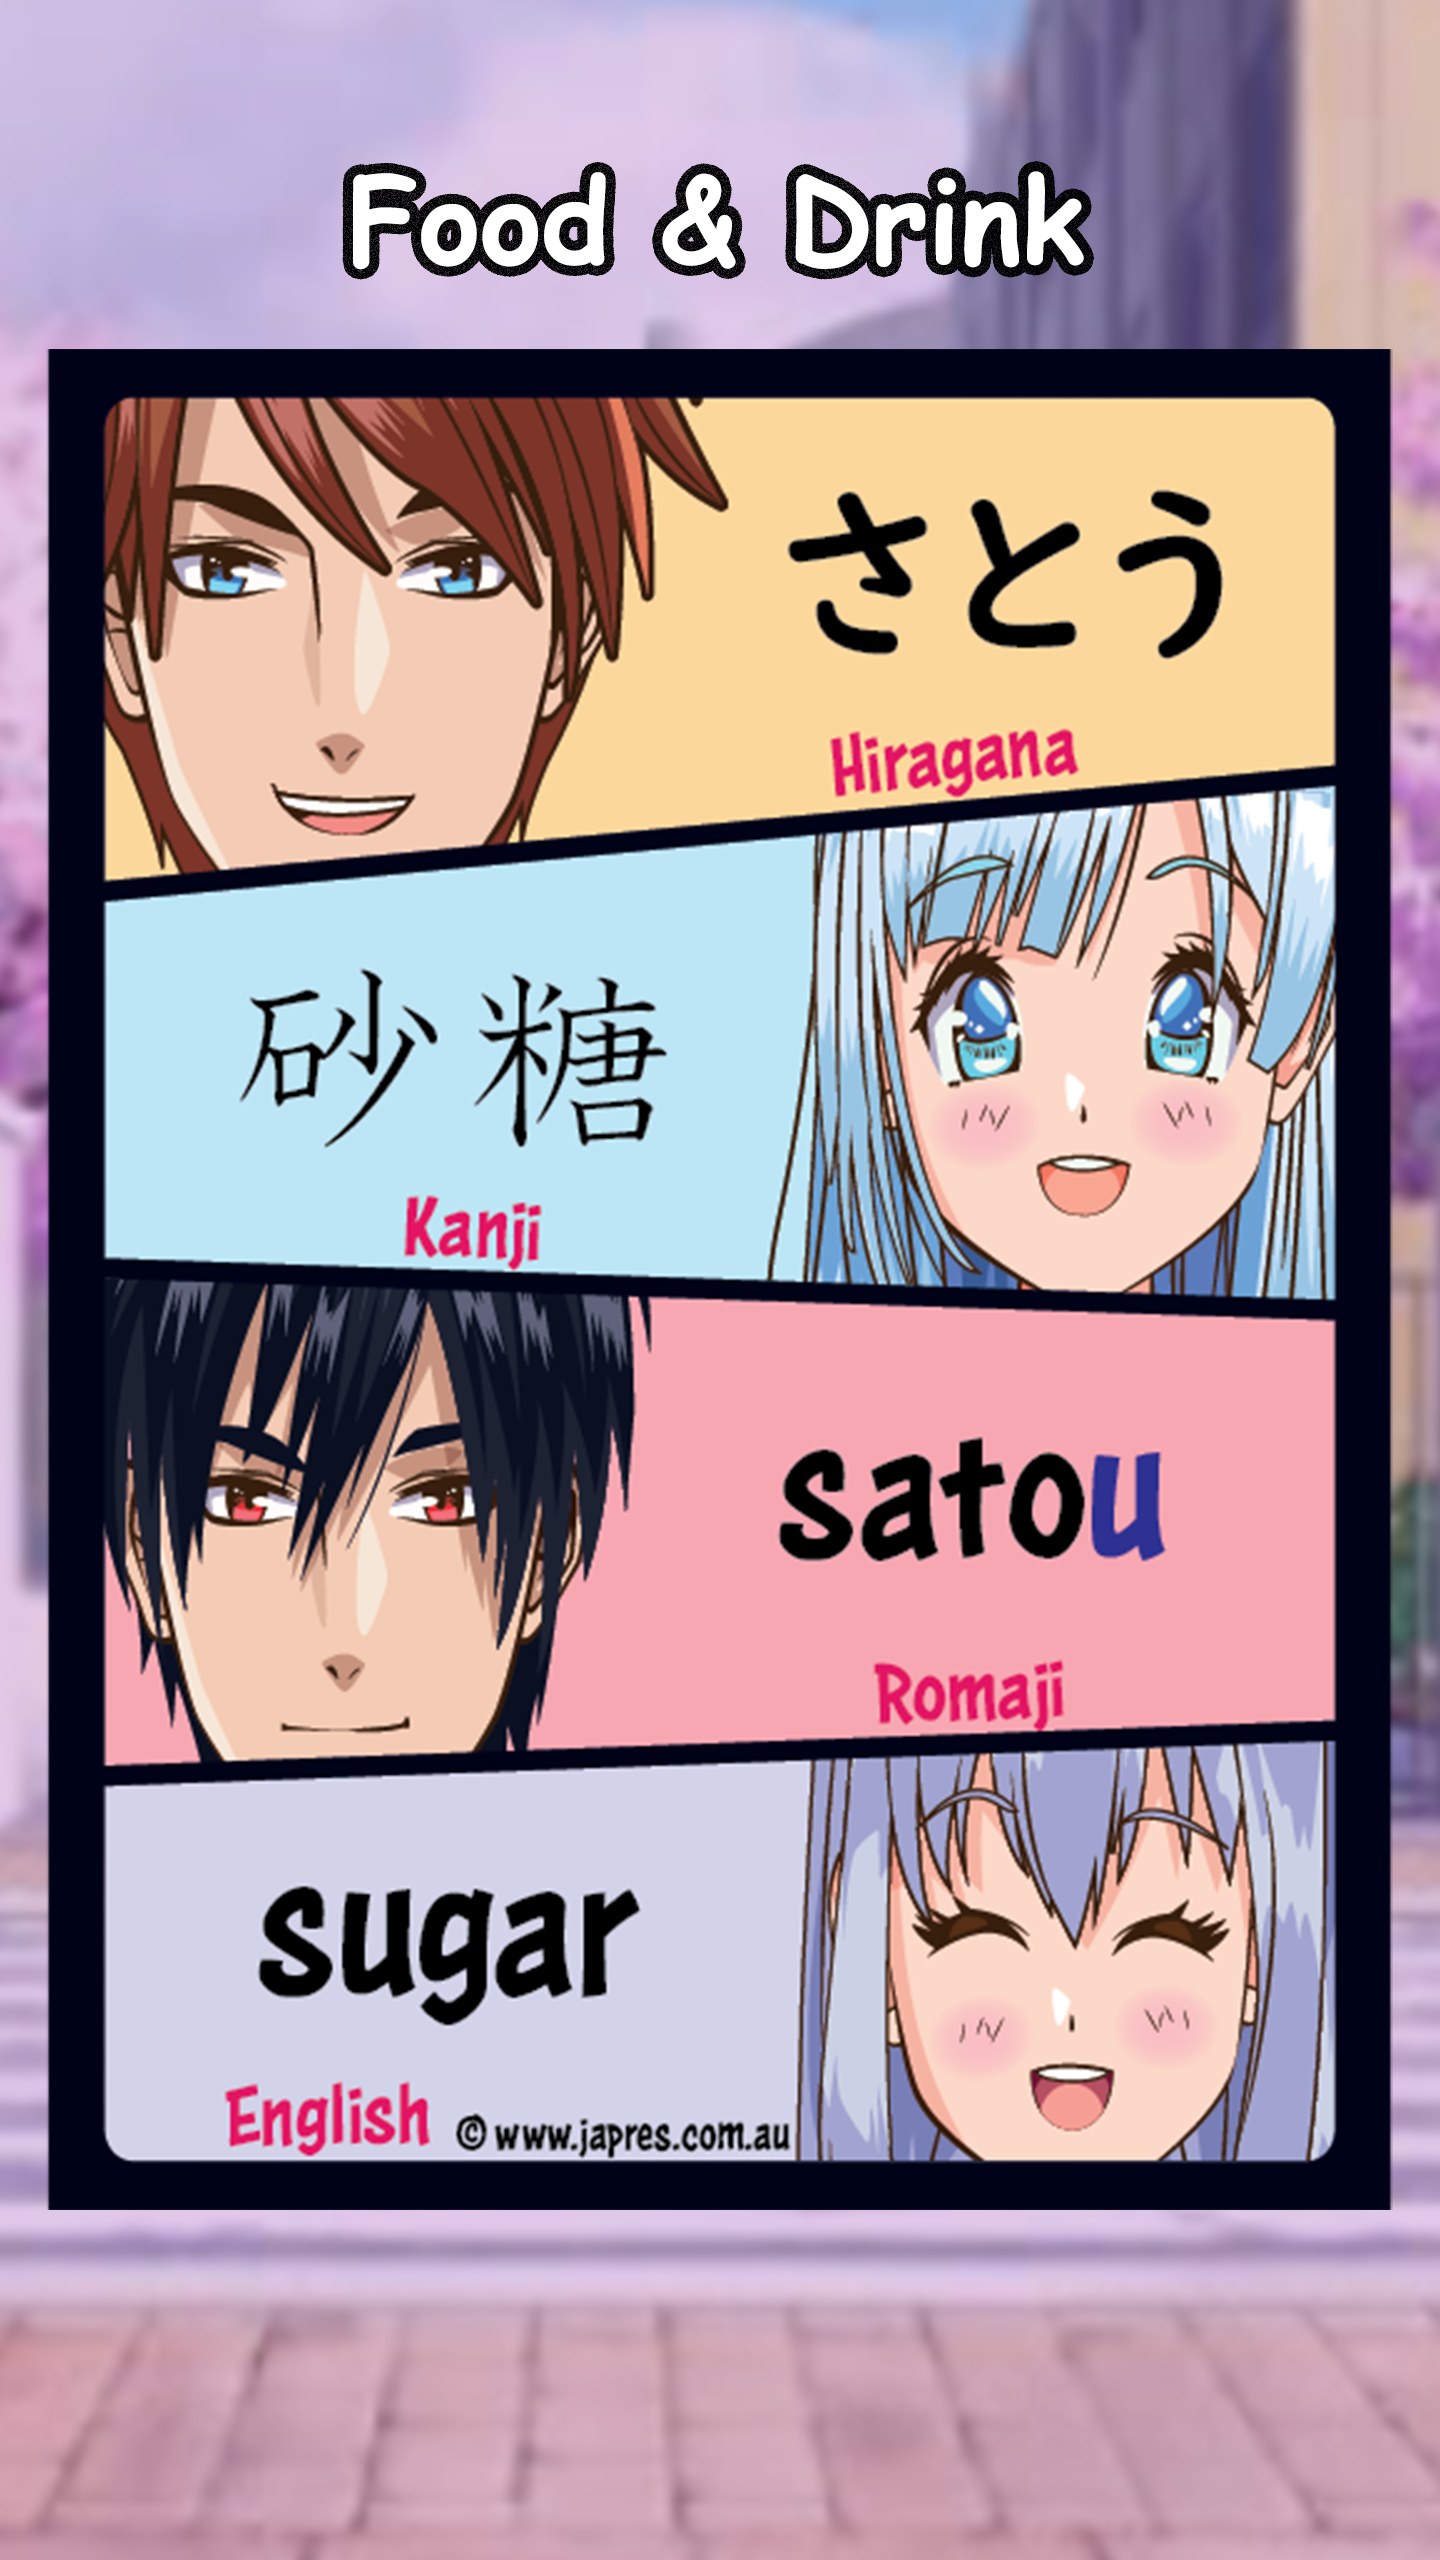 Food & Drink
さとう
Hiragana
砂糖
Kanji
satou
Romaji
sugar
English © www.japres.com.au